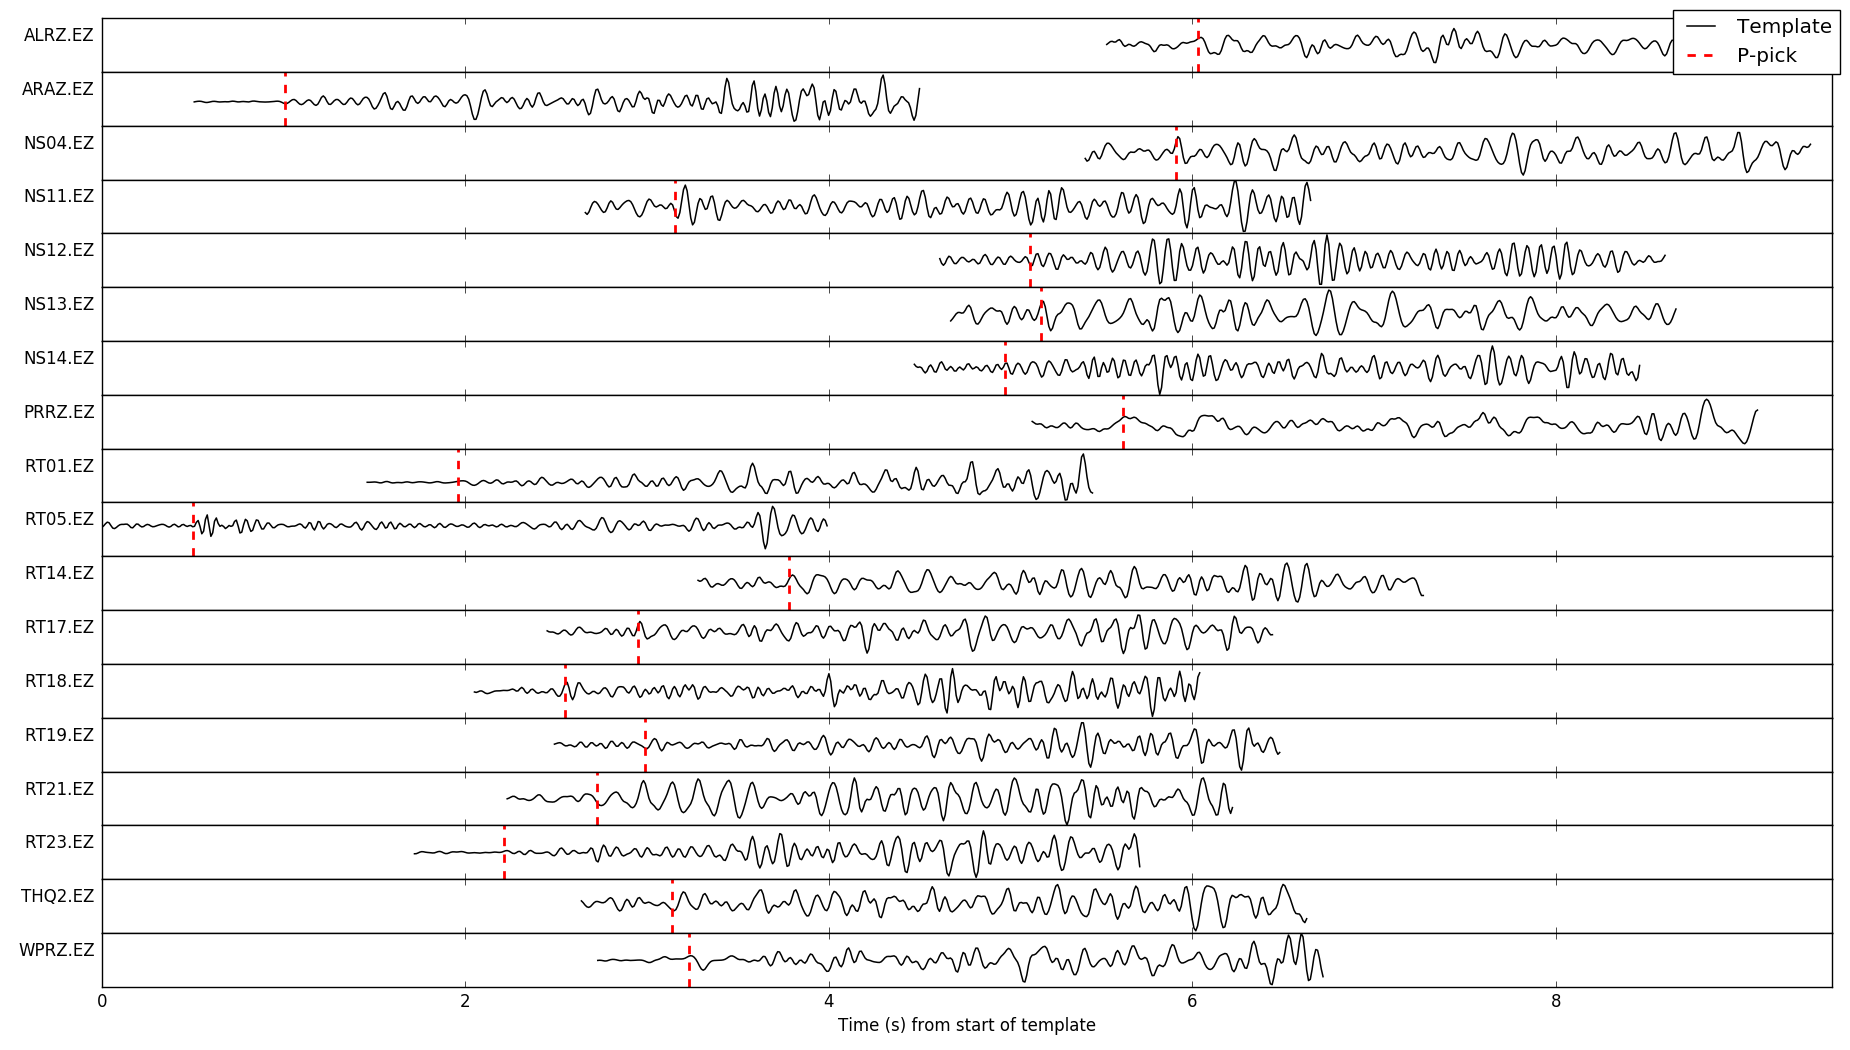 ALRZ.EZ
Template
P-pick
ARAZ.EZ
NS04.EZ
NS11.EZ
NS12.EZ
NS13.EZ
NS14.EZ
PRRZ.EZ
RT01.EZ
RT05.EZ
RT14.EZ
RT17.EZ
RT18.EZ
RT19.EZ
RT21.EZ
RT23.EZ
THQ2.EZ
WPRZ.EZ
0 2 4 6 8
Time (s) from start of template